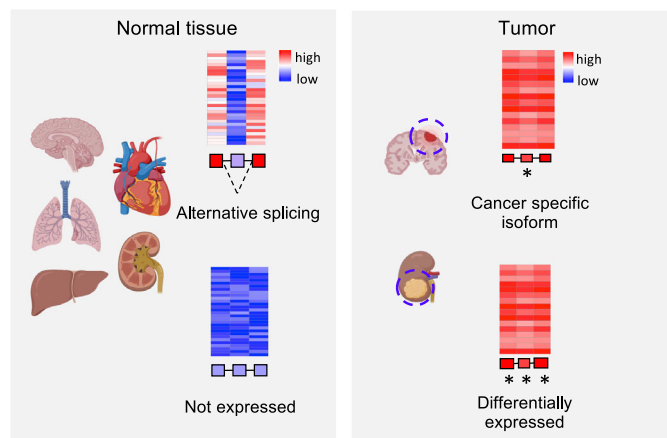 Normal tissue
high
low
Alternative splicing
Not expressed
Tumor
high
low
*
Cancer specific
isoform
* * *
Differentially
expressed